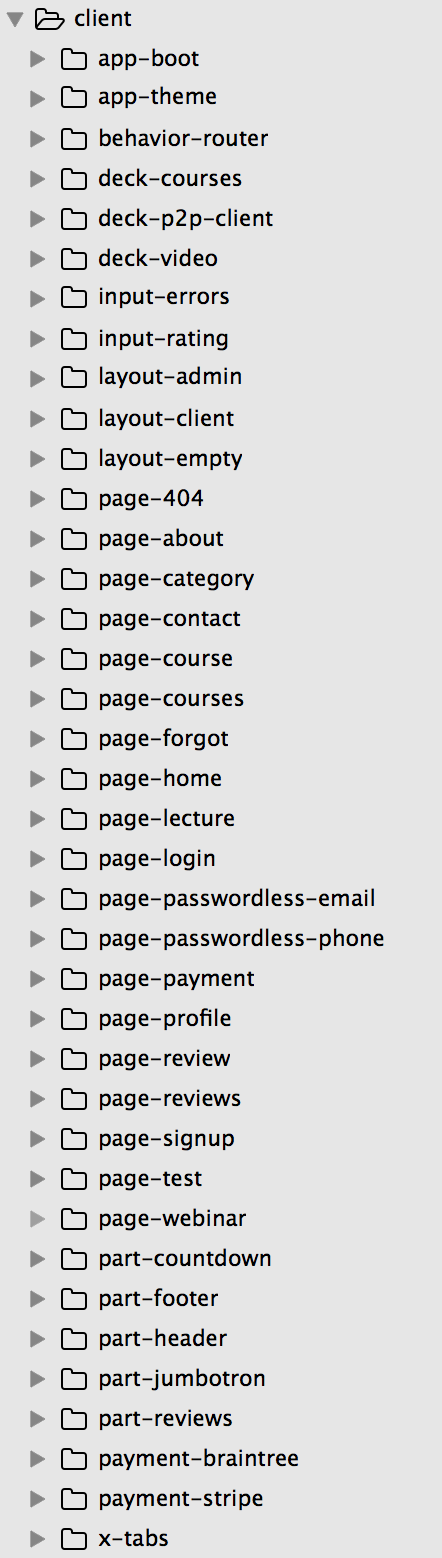 client
app-boot
app-theme
behavior-router
deck-courses
deck-p2p-client
deck-video
input-errors
input-rating
layout-admin
layout-client
layout-empty
page-404
page-about
page-category
page-contact
page-course
page-courses
page-forgot
page-home
page-lecture
page-login
page-passwordless-email
page-passwordless-phone
page-payment
page-profile
page-review
page-reviews
page-signup
page-test
page-webinar
part-countdown
part-footer
part-header
part-jumbotron
part-reviews
payment-braintree
payment-stripe
x-tabs